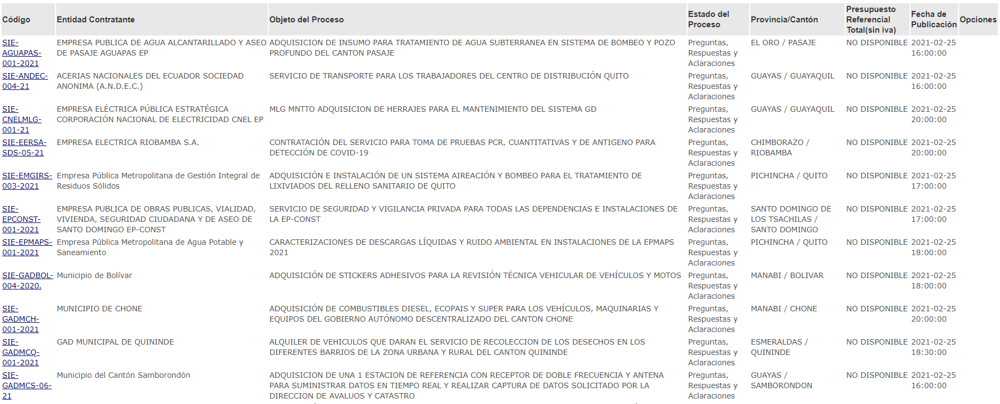 Código
Entidad Contratante
Objeto del Proceso
Estado del
Proceso
Provincia/Cantón
Presupuesto
Referencial
Total(sin iva)
Fecha de
Publicación
Opciones
SIE-
AGUAPAS-
001-2021
EMPRESA PUBLICA DE AGUA ALCANTARILLADO Y ASEO
DE PASAJE AGUAPAS EP
ADQUISICION DE INSUMO PARA TRATAMIENTO DE AGUA SUBTERRANEA EN SISTEMA DE BOMBEO Y POZO
PROFUNDO DEL CANTON PASAJE
Preguntas,
Respuestas y
Aclaraciones
EL ORO / PASAJE
NO DISPONIBLE
2021-02-25
16:00:00
SIE-ANDEC-
004-21
ACERIAS NACIONALES DEL ECUADOR SOCIEDAD
ANONIMA (A.N.D.E.C.)
SERVICIO DE TRANSPORTE PARA LOS TRABAJADORES DEL CENTRO DE DISTRIBUCIÓN QUITO
Preguntas,
Respuestas y
Aclaraciones
GUAYAS / GUAYAQUIL
NO DISPONIBLE
2021-02-25
16:00:00
SIE-
CNELMLG-
001-21
EMPRESA ELÉCTRICA PÚBLICA ESTRATÉGICA
CORPORACIÓN NACIONAL DE ELECTRICIDAD CNEL EP
MLG MNTTO ADQUISICION DE HERRAJES PARA EL MANTENIMIENTO DEL SISTEMA GD
Preguntas,
Respuestas y
Aclaraciones
GUAYAS / GUAYAQUIL
NO DISPONIBLE
2021-02-25
20:00:00
SIE-EERSA-
SDS-05-21
EMPRESA ELECTRICA RIOBAMBA S.A.
CONTRATACIÓN DEL SERVICIO PARA TOMA DE PRUEBAS PCR, CUANTITATIVAS Y DE ANTIGENO PARA
DETECCIÓN DE COVID-19
Preguntas,
Respuestas y
Aclaraciones
CHIMBORAZO /
RIOBAMBA
NO DISPONIBLE
2021-02-25
20:00:00
SIE-EMGIRS-
003-2021
Empresa Pública Metropolitana de Gestión Integral de
Residuos Sólidos
ADQUISICIÓN E INSTALACIÓN DE UN SISTEMA AIREACIÓN Y BOMBEO PARA EL TRATAMIENTO DE
LIXIVIADOS DEL RELLENO SANITARIO DE QUITO
Preguntas,
Respuestas y
Aclaraciones
PICHINCHA / QUITO
NO DISPONIBLE
2021-02-25
17:00:00
SIE-
EPCONST-
001-2021
EMPRESA PUBLICA DE OBRAS PUBLICAS, VIALIDAD,
VIVIENDA, SEGURIDAD CIUDADANA Y DE ASEO DE
SANTO DOMINGO EP-CONST
SERVICIO DE SEGURIDAD Y VIGILANCIA PRIVADA PARA TODAS LAS DEPENDENCIAS E INSTALACIONES DE
LA EP-CONST
Preguntas,
Respuestas y
Aclaraciones
SANTO DOMINGO DE
LOS TSACHILAS /
SANTO DOMINGO
NO DISPONIBLE
2021-02-25
17:00:00
SIE-EPMAPS-
001-2021
Empresa Pública Metropolitana de Agua Potable y
Saneamiento
CARACTERIZACIONES DE DESCARGAS LÍQUIDAS Y RUIDO AMBIENTAL EN INSTALACIONES DE LA EPMAPS
2021
Preguntas,
Respuestas y
Aclaraciones
PICHINCHA / QUITO
NO DISPONIBLE
2021-02-25
18:00:00
SIE-GADBOL-
004-2020.
Municipio de Bolívar
ADQUISICIÓN DE STICKERS ADHESIVOS PARA LA REVISIÓN TÉCNICA VEHICULAR DE VEHÍCULOS Y MOTOS
Preguntas,
Respuestas y
Aclaraciones
MANABI / BOLIVAR
NO DISPONIBLE
2021-02-25
18:00:00
SIE-
GADMCH-
001-2021
MUNICIPIO DE CHONE
ADQUISICIÓN DE COMBUSTIBLES DIESEL, ECOPAIS Y SUPER PARA LOS VEHÍCULOS, MAQUINARIAS Y
EQUIPOS DEL GOBIERNO AUTÓNOMO DESCENTRALIZADO DEL CANTON CHONE
Preguntas,
Respuestas y
Aclaraciones
MANABI / CHONE
NO DISPONIBLE
2021-02-25
20:00:00
SIE-
GADMCQ-
001-2021
GAD MUNICIPAL DE QUININDE
ALQUILER DE VEHICULOS QUE DARAN EL SERVICIO DE RECOLECCION DE LOS DESECHOS EN LOS
DIFERENTES BARRIOS DE LA ZONA URBANA Y RURAL DEL CANTON QUININDE
Preguntas,
Respuestas y
Aclaraciones
ESMERALDAS /
QUININDE
NO DISPONIBLE
2021-02-25
18:30:00
SIE-
GADMCS-06-
21
Municipio del Cantón Samborondón
ADQUISICION DE UNA 1 ESTACION DE REFERENCIA CON RECEPTOR DE DOBLE FRECUENCIA Y ANTENA
PARA SUMINISTRAR DATOS EN TIEMPO REAL Y REALIZAR CAPTURA DE DATOS SOLICITADO POR LA
DIRECCION DE AVALUOS Y CATASTRO
Preguntas,
Respuestas y
Aclaraciones
GUAYAS /
SAMBORONDON
NO DISPONIBLE
2021-02-25
16:00:00